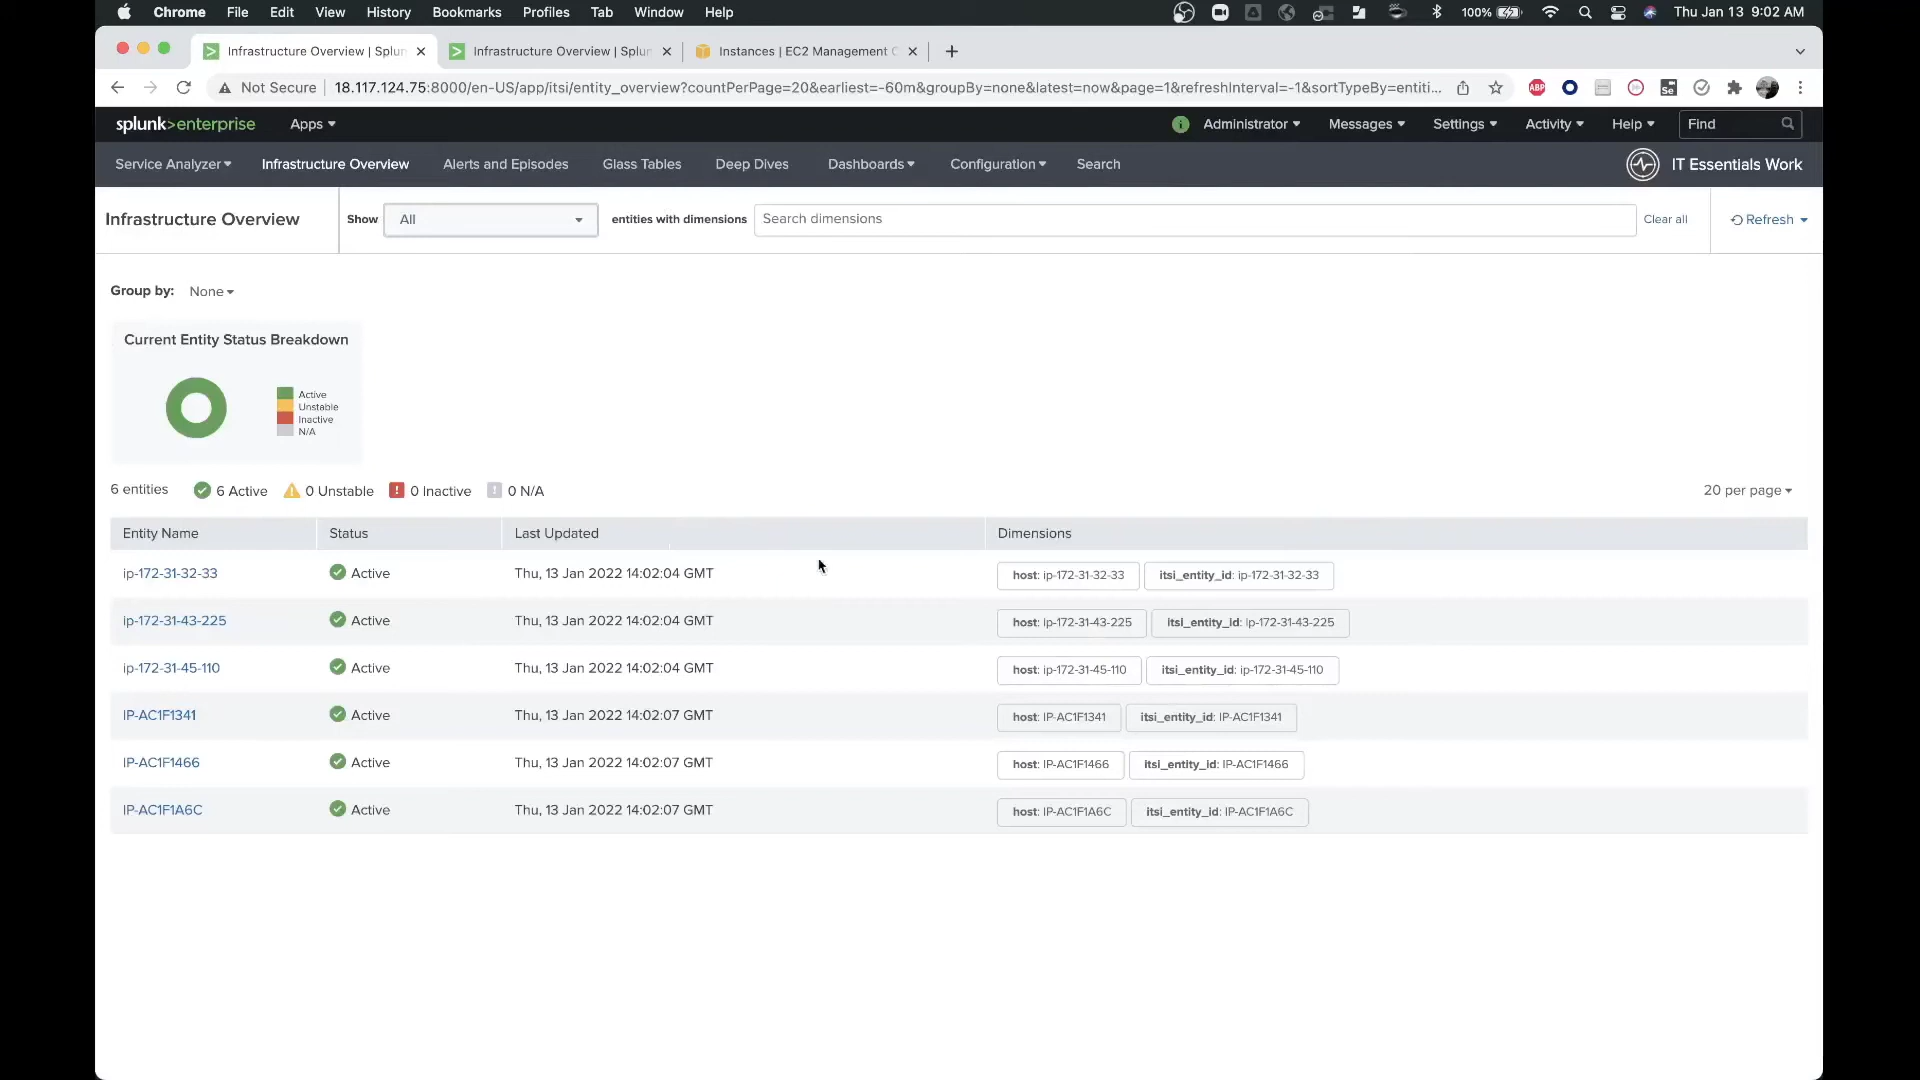 Chrome File Edit View History Bookmarks Profiles Tab Window Help 100% Thu Jan 13 9:02 AM
Infrastructure Overview | Splun Infrastructure Overview | Splun Instances | EC2 Management C
Not Secure 18.117.124.75:8000/en-US/app/itsi/entity_overview?countPerPage=20&earliest=-60m&groupBy=none&latest=now&page=1&refreshInterval=-1&sortTypeBy=entiti... ABP Se
splunk>enterprise Apps i Administrator Messages Settings Activity Help Find
Service Analyzer Infrastructure Overview Alerts and Episodes Glass Tables Deep Dives Dashboards Configuration Search IT Essentials Work
Infrastructure Overview Show All entities with dimensions Search dimensions Clear all Refresh
Group by: None
Current Entity Status Breakdown
Active
Unstable
Inactive
N/A
6 entities 6 Active 0 Unstable 0 Inactive 0 N/A 20 per page
Entity Name Status Last Updated Dimensions
ip-172-31-32-33 Active Thu, 13 Jan 2022 14:02:04 GMT host: ip-172-31-32-33 itsi_entity_id: ip-172-31-32-33
ip-172-31-43-225 Active Thu, 13 Jan 2022 14:02:04 GMT host: ip-172-31-43-225 itsi_entity_id: ip-172-31-43-225
ip-172-31-45-110 Active Thu, 13 Jan 2022 14:02:04 GMT host: ip-172-31-45-110 itsi_entity_id: ip-172-31-45-110
IP-AC1F1341 Active Thu, 13 Jan 2022 14:02:07 GMT host: IP-AC1F1341 itsi_entity_id: IP-AC1F1341
IP-AC1F1466 Active Thu, 13 Jan 2022 14:02:07 GMT host: IP-AC1F1466 itsi_entity_id: IP-AC1F1466
IP-AC1F1A6C Active Thu, 13 Jan 2022 14:02:07 GMT host: IP-AC1F1A6C itsi_entity_id: IP-AC1F1A6C